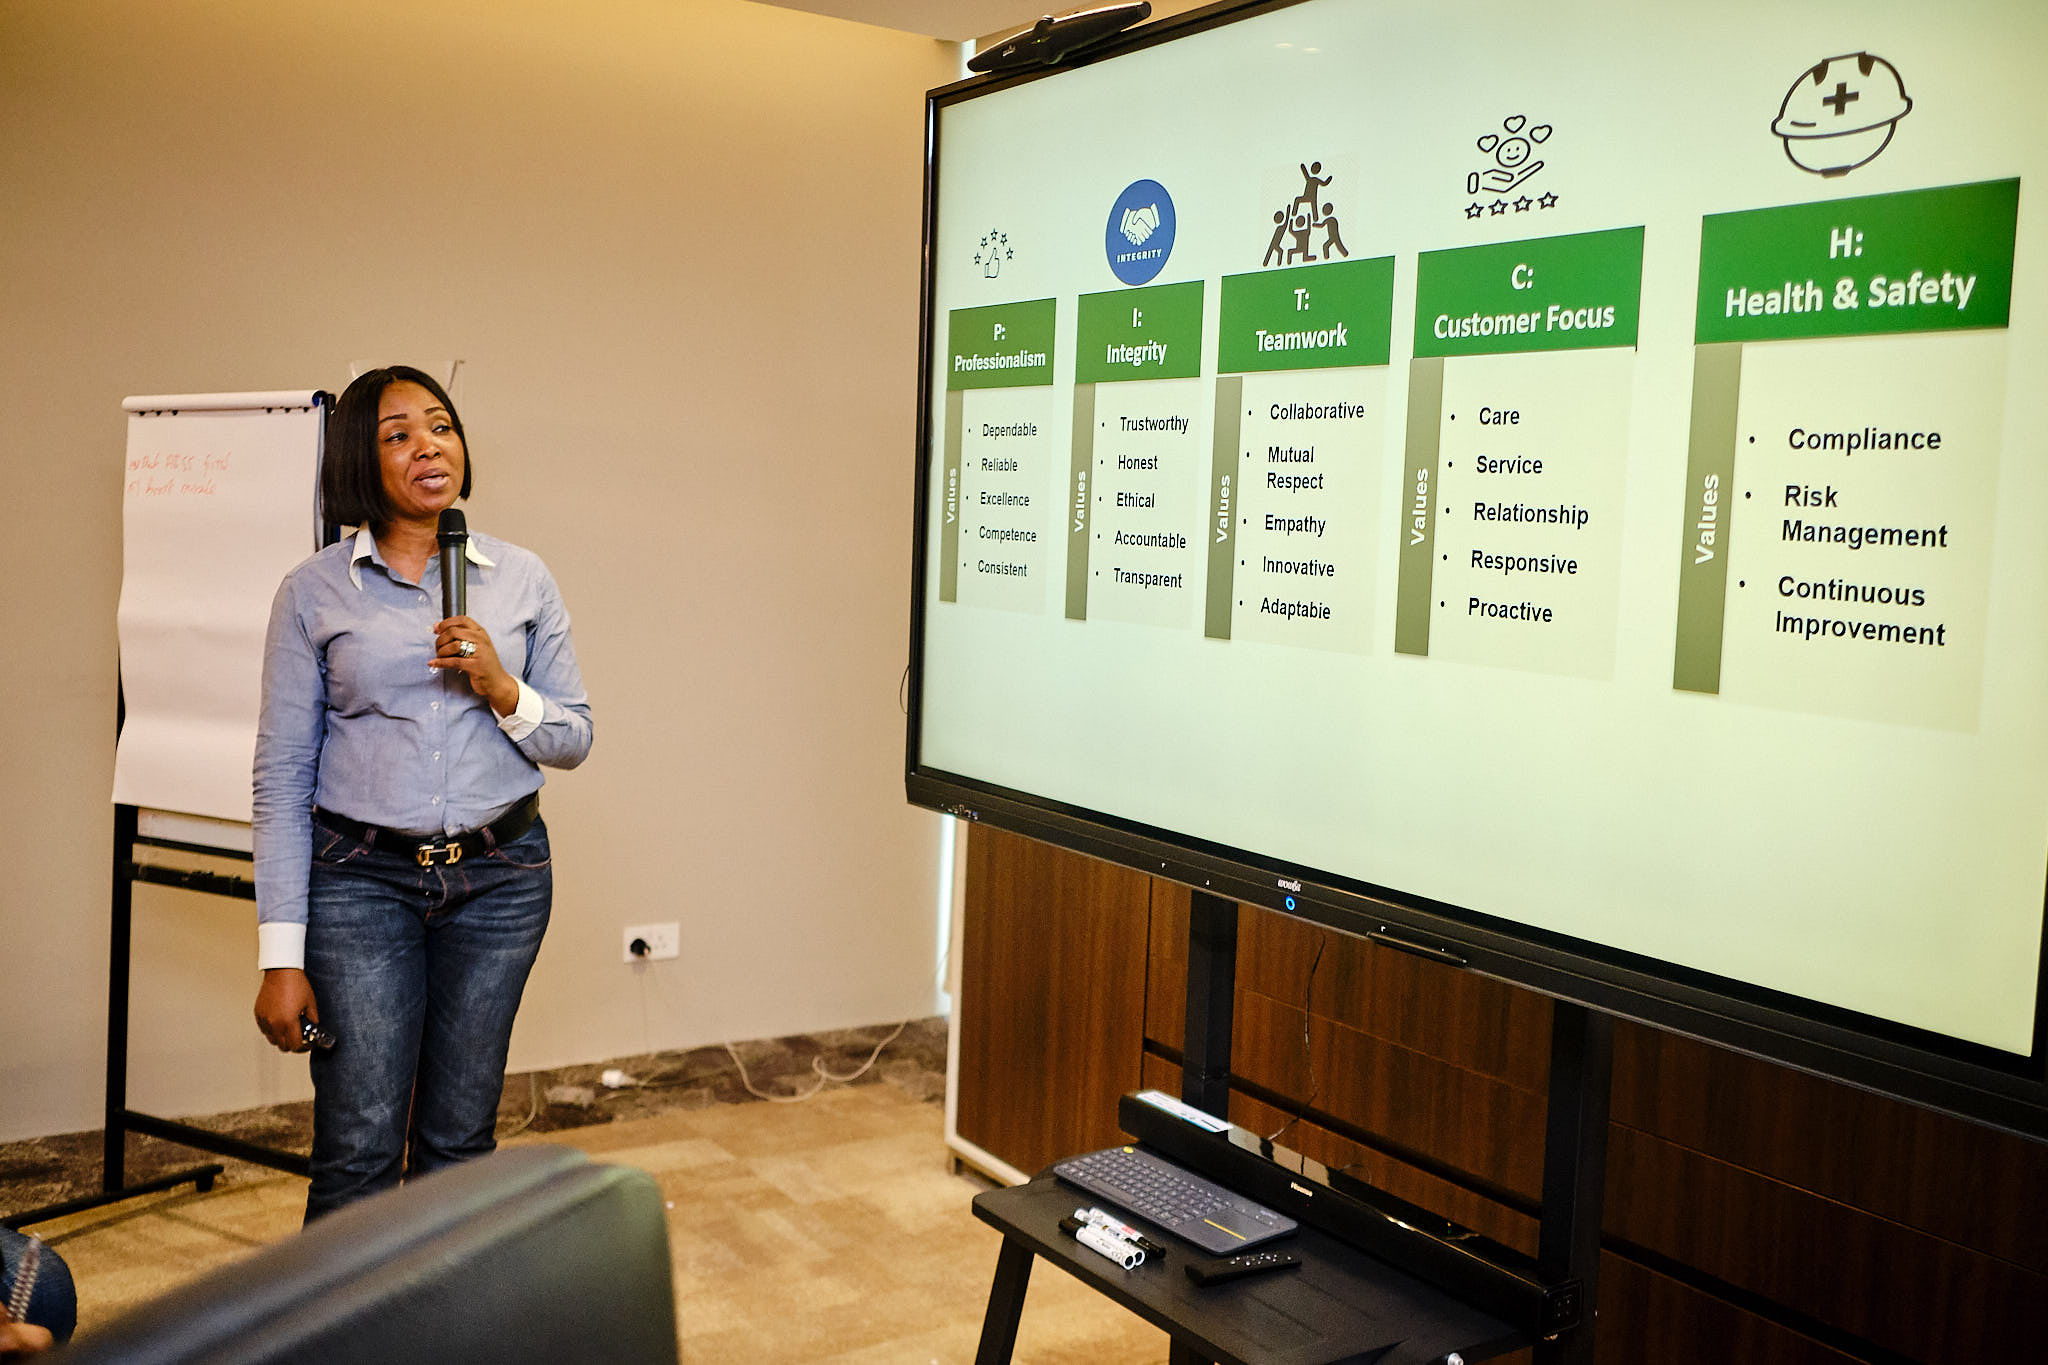 INTEGRITY
P:
Professionalism
Values
Dependable
Reliable
Excellence
Competence
Consistent
I:
Integrity
Values
Trustworthy
Honest
Ethical
Accountable
Transparent
T:
Teamwork
Values
Collaborative
Mutual
Respect
Empathy
Innovative
Adaptable
C:
Customer Focus
Values
Care
Service
Relationship
Responsive
Proactive
H:
Health & Safety
Values
Compliance
Risk
Management
Continuous
Improvement
Hisense